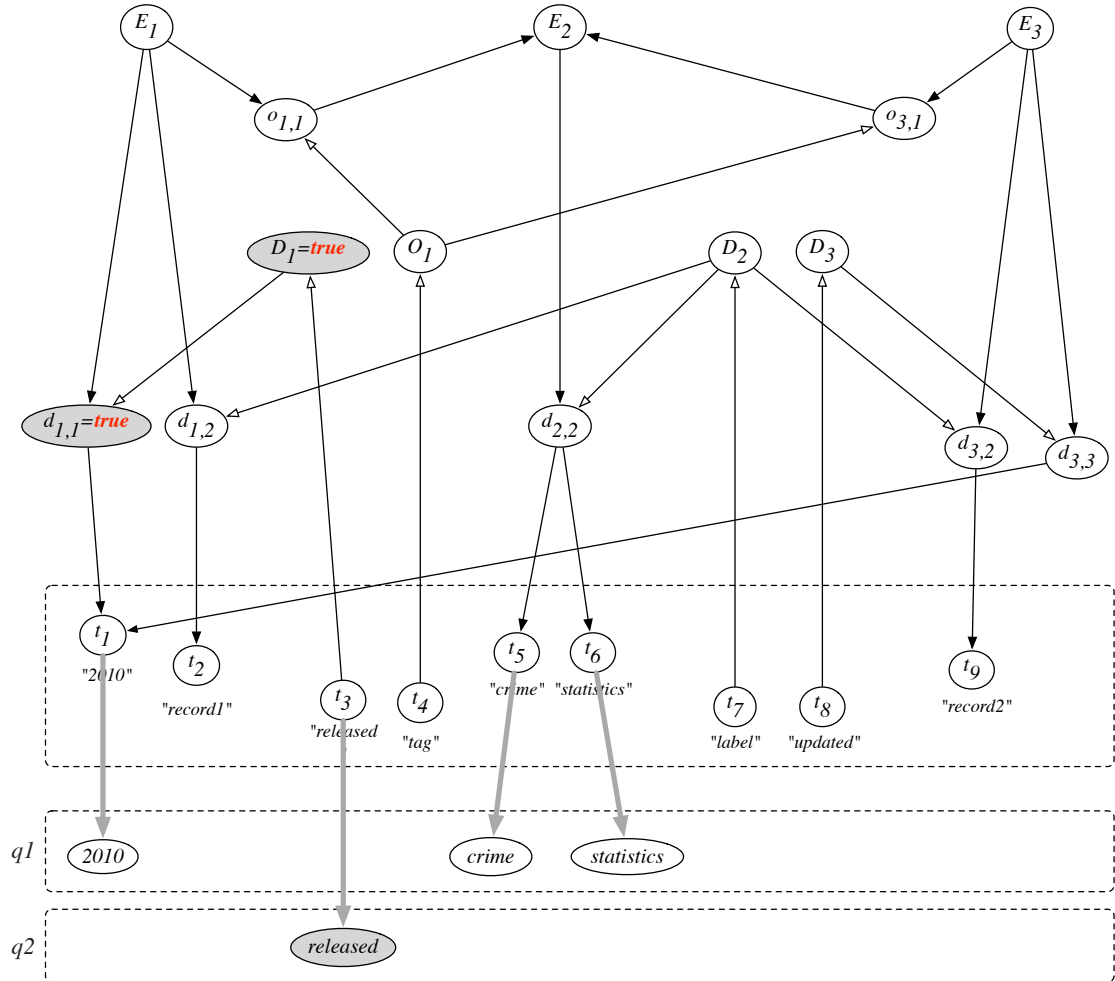 E1
E2
E3
o1,1
o3,1
D1=true
O1
D2
D3
d1,1=true
d1,2
d2,2
d3,2
d3,3
t1
"2010"
t2
"record1"
t3
"released
t4
"tag"
t5
"crime"
t6
"statistics"
t7
"label"
t8
"updated"
t9
"record2"
q1
2010
crime
statistics
q2
released